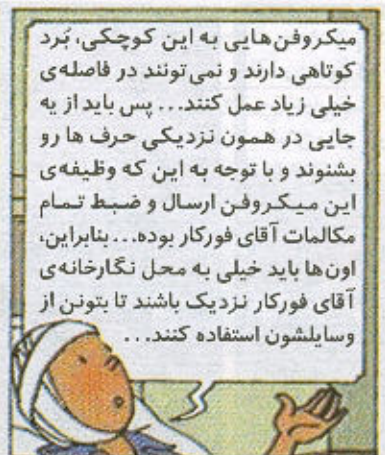 میکروفن‌هایی به این کوچکی، بُرد
کوتاهی دارند و نمی‌تونند در فاصله‌ی
خیلی زیاد عمل کنند... پس باید از یه
جایی در همون نزدیکی حرف ها رو
بشنوند و با توجه به این که وظیفه‌ی
این میکروفن ارسال و ضبط تمام
مکالمات آقای فورکار بوده... بنابراین،
اون‌ها باید خیلی به محل نگارخانه‌ی
آقای فورکار نزدیک باشند تا بتونن از
وسایلشون استفاده کنند...